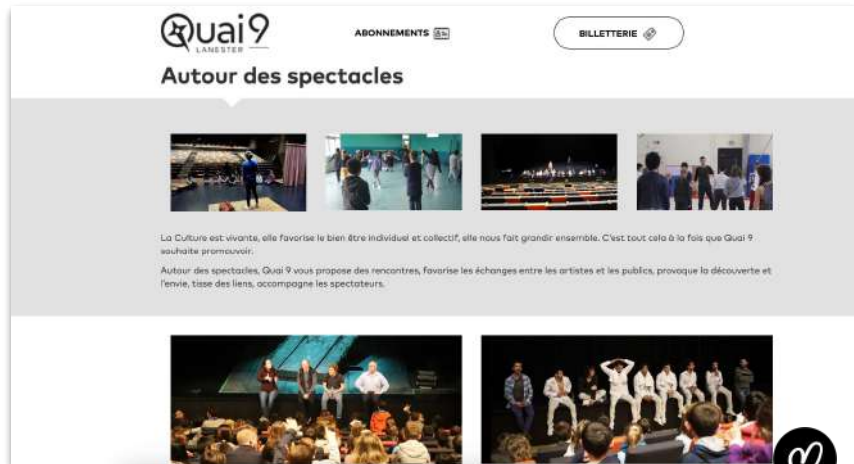 Quai 9
LANESTER
ABONNEMENTS
BILLETTERIE
Autour des spectacles
La Culture est vivante, elle favorise le bien être individuel et collectif, elle nous fait grandir ensemble. C'est tout cela à la fois que Quai 9
souhaite promouvoir.
Autour des spectacles, Quai 9 vous propose des rencontres, favorise les échanges entre les artistes et les publics, provoque la découverte et
l'envie, tisse des liens, accompagne les spectateurs.